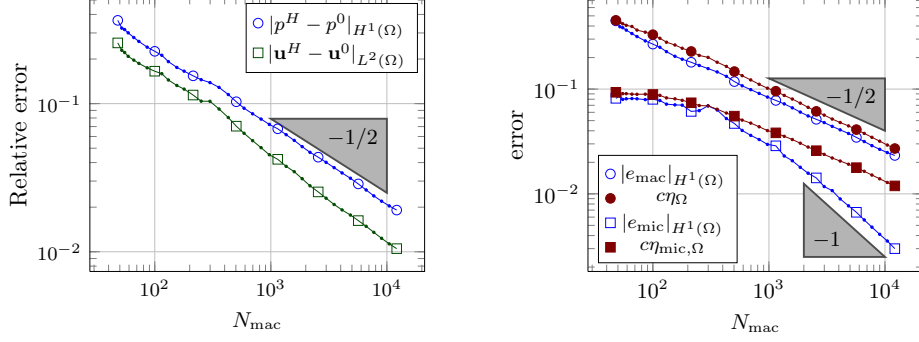 |p^H − p^0|_{H^1(Ω)}
|u^H − u^0|_{L^2(Ω)}
−1/2
10^{−1}
10^{−2}
Relative error
10^2 10^3 10^4
N_mac
−1/2
|e_mac|_{H^1(Ω)}
cη_Ω
|e_mic|_{H^1(Ω)}
cη_{mic,Ω}
−1
10^{−1}
10^{−2}
error
10^2 10^3 10^4
N_mac